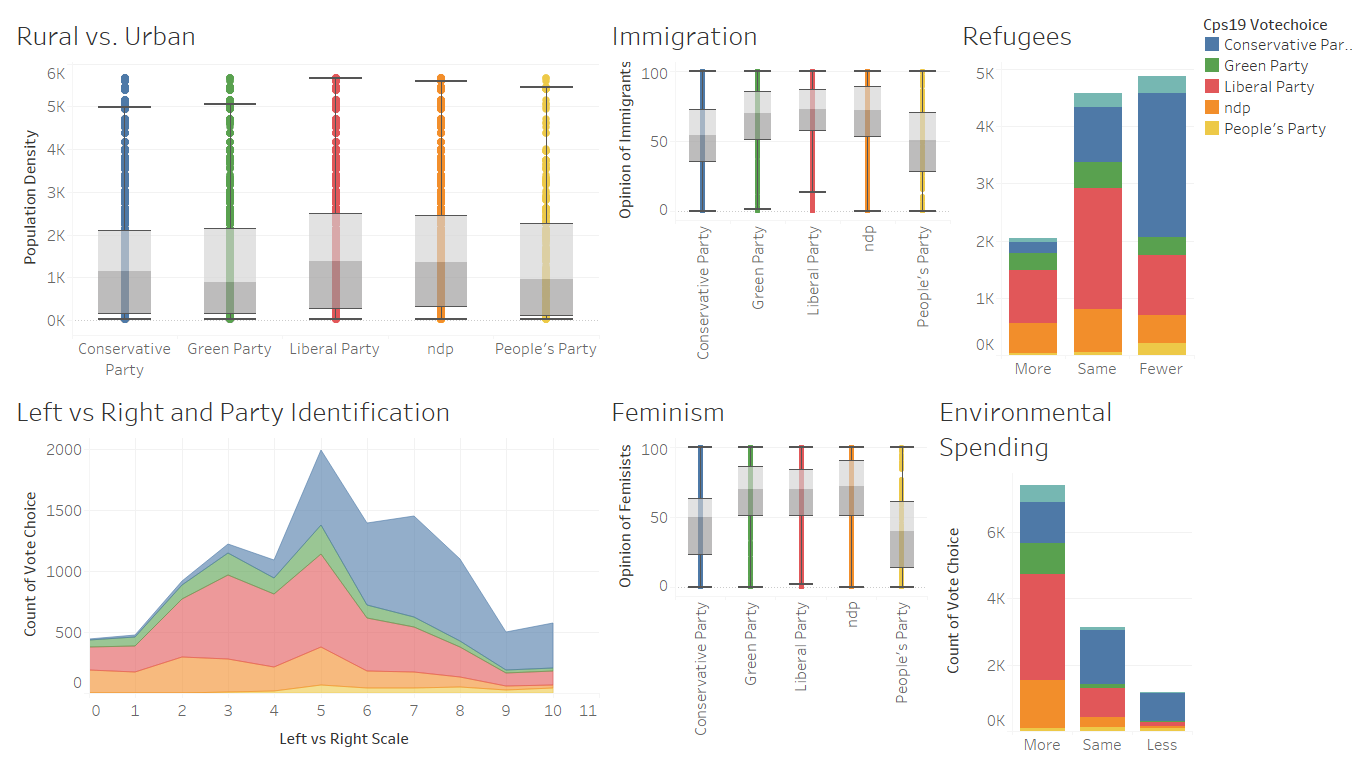 Rural vs. Urban
Population Density
6K
5K
4K
3K
2K
1K
0K
Conservative
Party
Green Party
Liberal Party
ndp
People's Party
Immigration
Opinion of Immigrants
100
50
0
Conservative Party
Green Party
Liberal Party
ndp
People's Party
Refugees
5K
4K
3K
2K
1K
0K
More
Same
Fewer
Cps19 Votechoice
Conservative Par..
Green Party
Liberal Party
ndp
People's Party
Left vs Right and Party Identification
Count of Vote Choice
2000
1500
1000
500
0
0
1
2
3
4
5
6
7
8
9
10
11
Left vs Right Scale
Feminism
Opinion of Femisists
100
50
0
Conservative Party
Green Party
Liberal Party
ndp
People's Party
Environmental
Spending
Count of Vote Choice
6K
4K
2K
0K
More
Same
Less